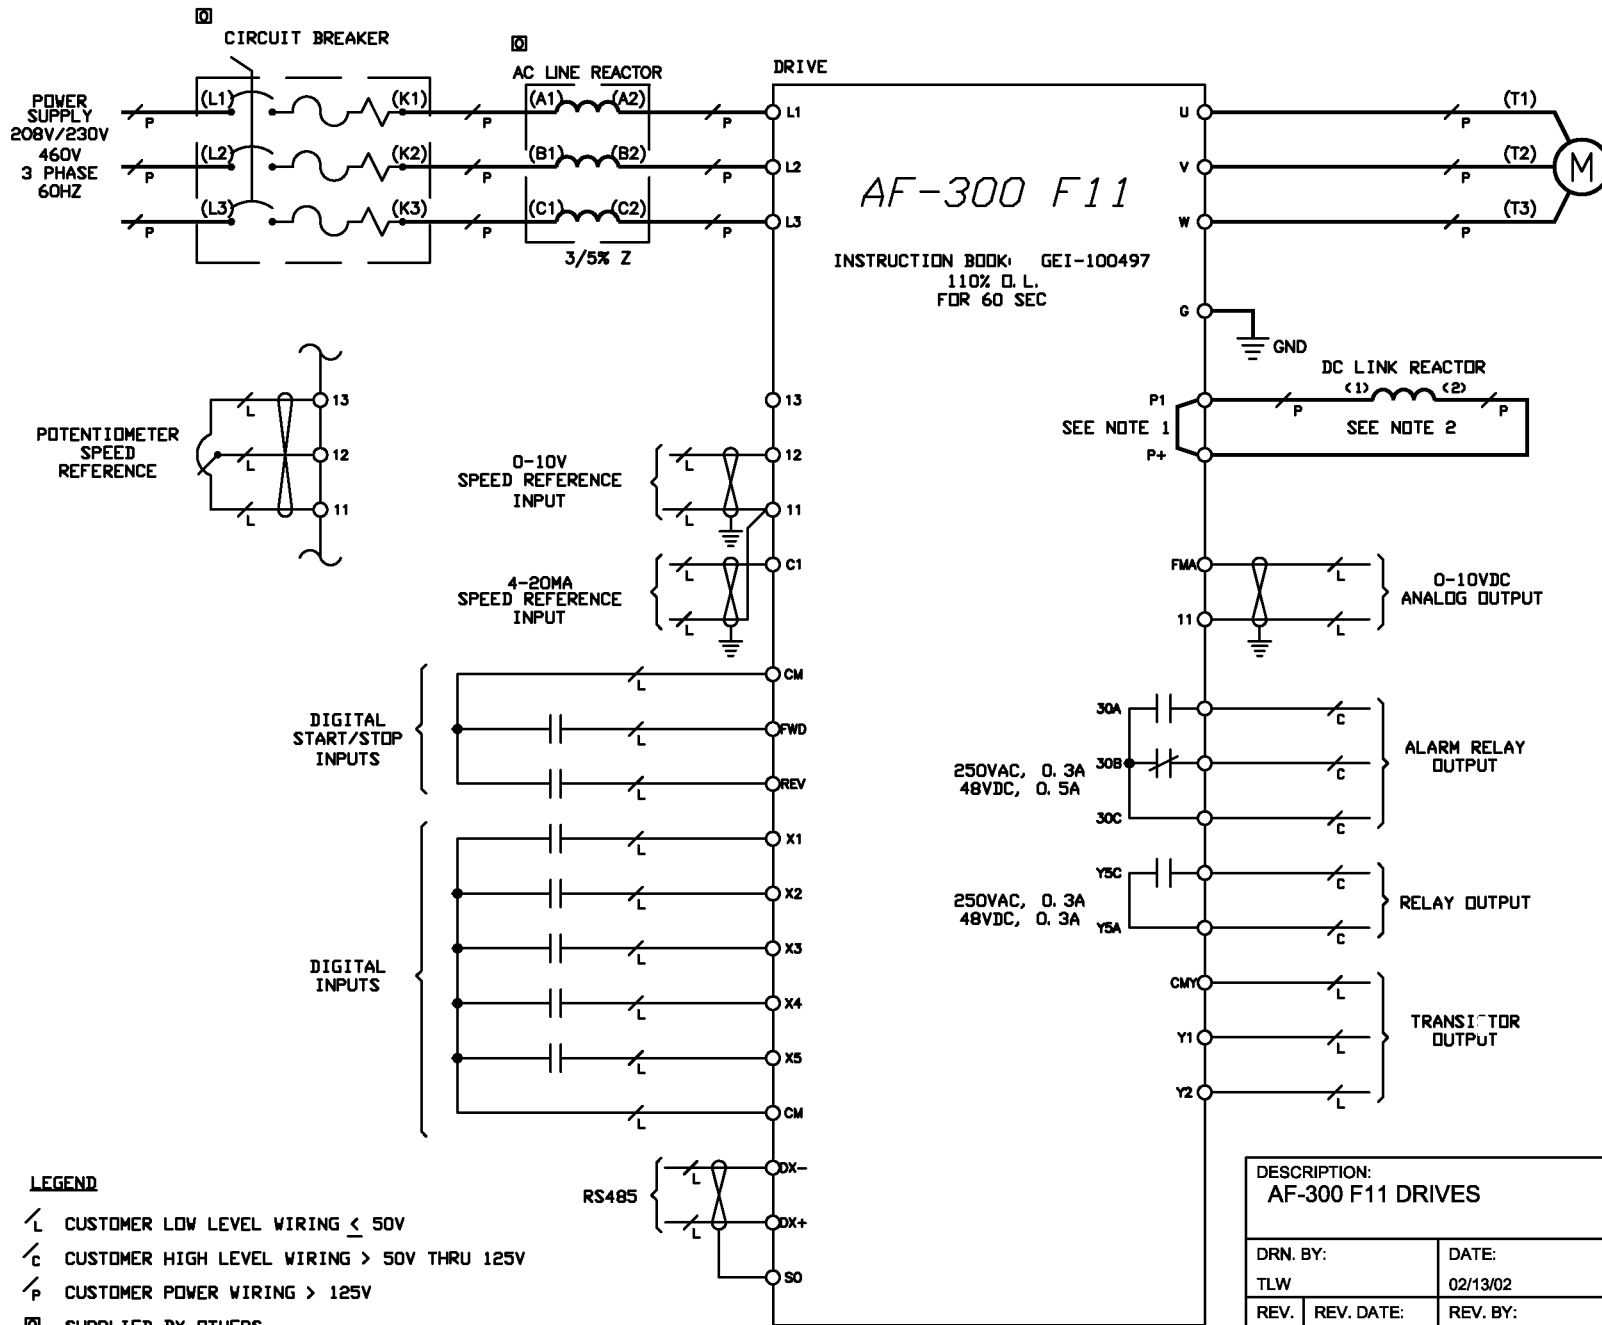 O
CIRCUIT BREAKER
O
AC LINE REACTOR
DRIVE
POWER
SUPPLY
208V/230V
460V
3 PHASE
60HZ
(L1) (K1) (A1) (A2) L1
P P P
(L2) (K2) (B1) (B2) L2
P P P
(L3) (K3) (C1) (C2) L3
P P P
3/5% Z
AF-300 F11
INSTRUCTION BOOK: GEI-100497
110% O.L.
FOR 60 SEC
U (T1)
P
V (T2)
P
W (T3)
P
M
G
GND
DC LINK REACTOR
P1 (1) (2)
P P
SEE NOTE 1
SEE NOTE 2
P+
POTENTIOMETER
SPEED
REFERENCE
L 13
L 12
L 11
13
0-10V
SPEED REFERENCE
INPUT
L 12
L 11
4-20MA
SPEED REFERENCE
INPUT
L C1
L
FMA L
11 L
0-10VDC
ANALOG OUTPUT
DIGITAL
START/STOP
INPUTS
L CM
L FWD
L REV
250VAC, 0.3A
48VDC, 0.5A
30A C
30B C
30C C
ALARM RELAY
OUTPUT
DIGITAL
INPUTS
L X1
L X2
L X3
L X4
L X5
L CM
250VAC, 0.3A
48VDC, 0.3A
Y5C C
Y5A C
RELAY OUTPUT
CMY L
Y1 L
Y2 L
TRANSISTOR
OUTPUT
RS485
L DX-
L DX+
SO
LEGEND
L CUSTOMER LOW LEVEL WIRING ≤ 50V
C CUSTOMER HIGH LEVEL WIRING > 50V THRU 125V
P CUSTOMER POWER WIRING > 125V
O SUPPLIED BY OTHERS
DESCRIPTION:
AF-300 F11 DRIVES
DRN. BY: DATE:
TLW 02/13/02
REV. REV. DATE: REV. BY: